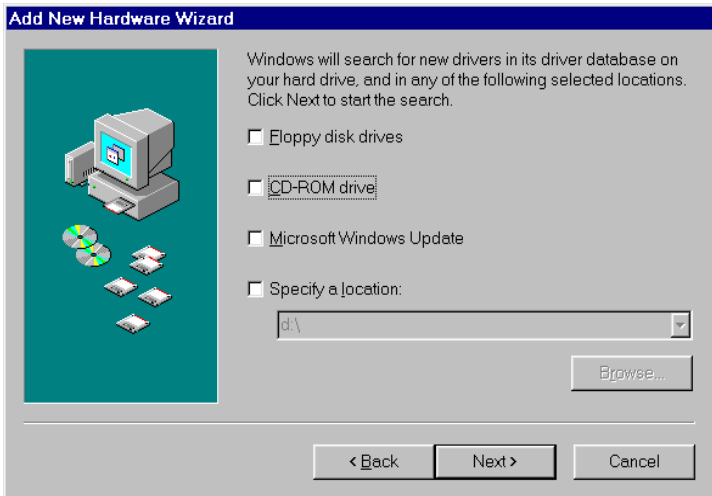 Add New Hardware Wizard
Windows will search for new drivers in its driver database on
your hard drive, and in any of the following selected locations.
Click Next to start the search.
Floppy disk drives
CD-ROM drive
Microsoft Windows Update
Specify a location:
d:\
Browse...
< Back
Next >
Cancel